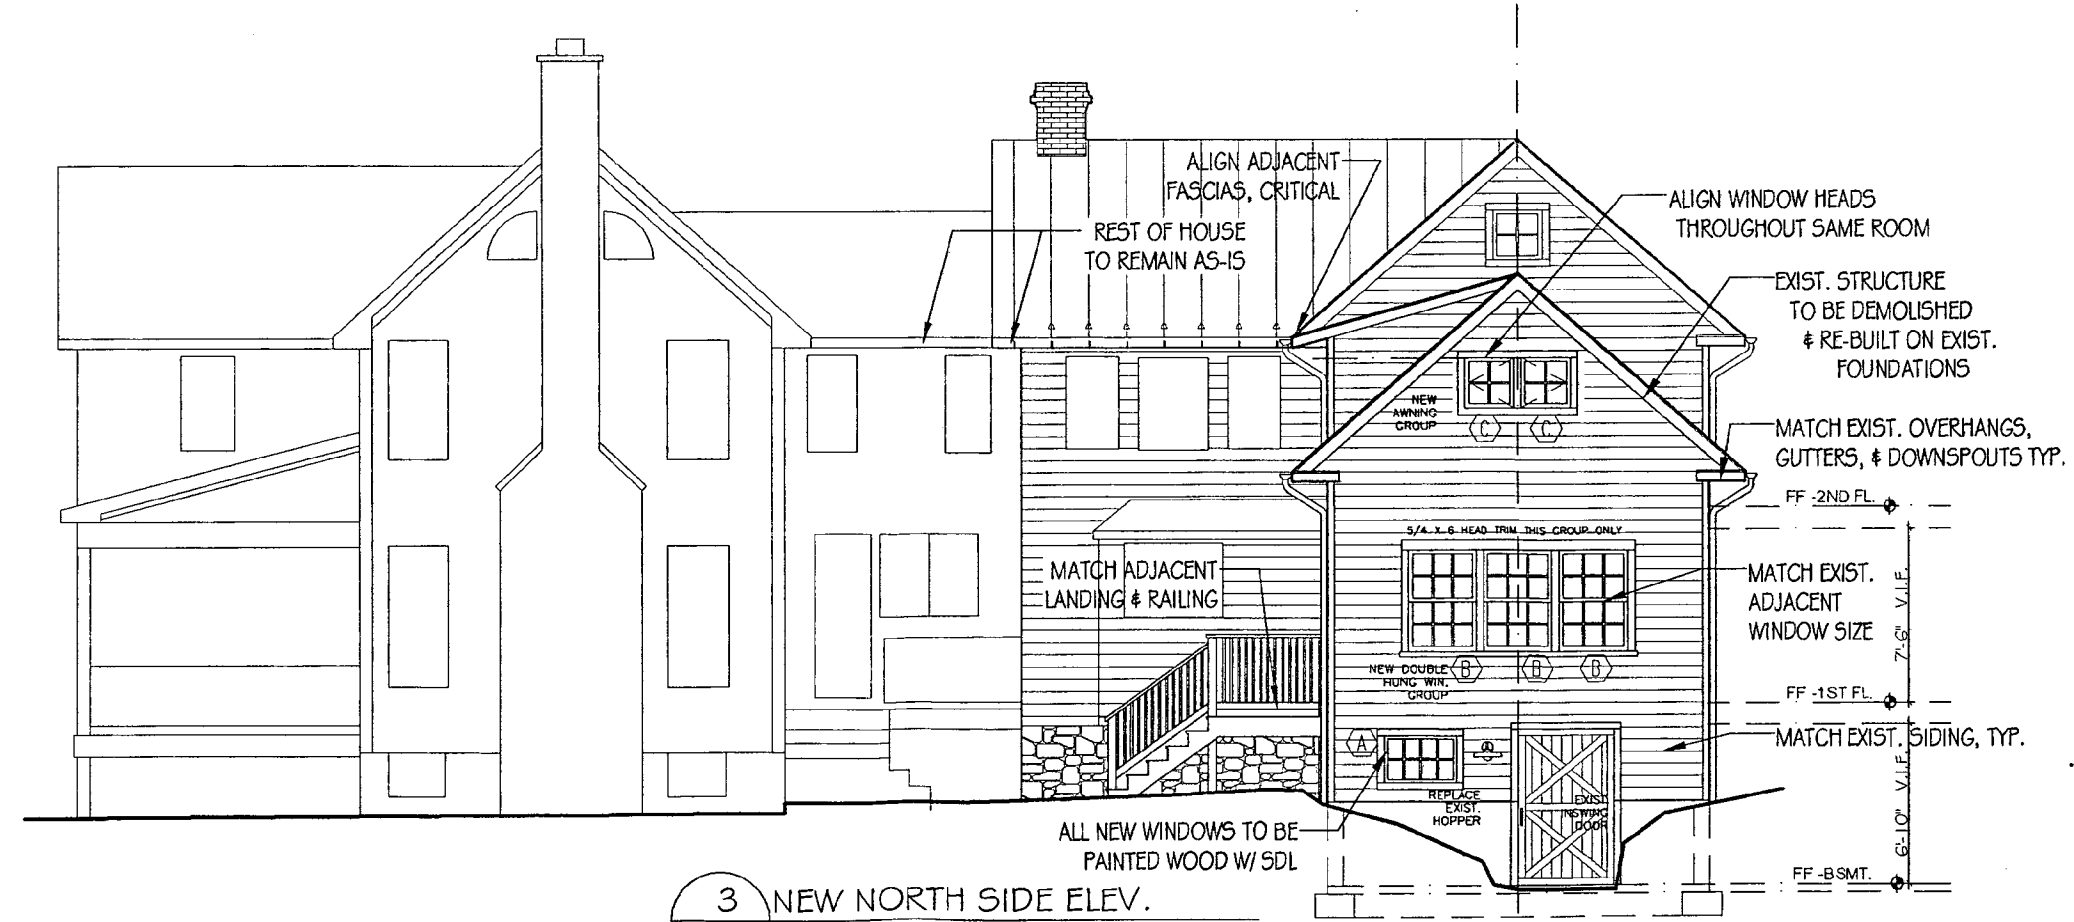 ALIGN ADJACENT
FASCIAS, CRITICAL
REST OF HOUSE
TO REMAIN AS-IS
ALIGN WINDOW HEADS
THROUGHOUT SAME ROOM
EXIST. STRUCTURE
TO BE DEMOLISHED
& RE-BUILT ON EXIST.
FOUNDATIONS
NEW
AWNING
GROUP
C
C
MATCH EXIST. OVERHANGS,
GUTTERS, & DOWNSPOUTS TYP.
FF -2ND FL.
5/4 X 6 HEAD TRIM THIS GROUP ONLY
MATCH ADJACENT
LANDING & RAILING
MATCH EXIST.
ADJACENT
WINDOW SIZE
7'-6" V.I.F.
NEW DOUBLE
HUNG WIN.
GROUP
B
B
B
FF -1ST FL.
MATCH EXIST. SIDING, TYP.
A
REPLACE
EXIST.
HOPPER
EXIST.
INSWING
DOOR
6'-10" V.I.F.
ALL NEW WINDOWS TO BE
PAINTED WOOD W/ SDL
FF -BSMT.
3 NEW NORTH SIDE ELEV.